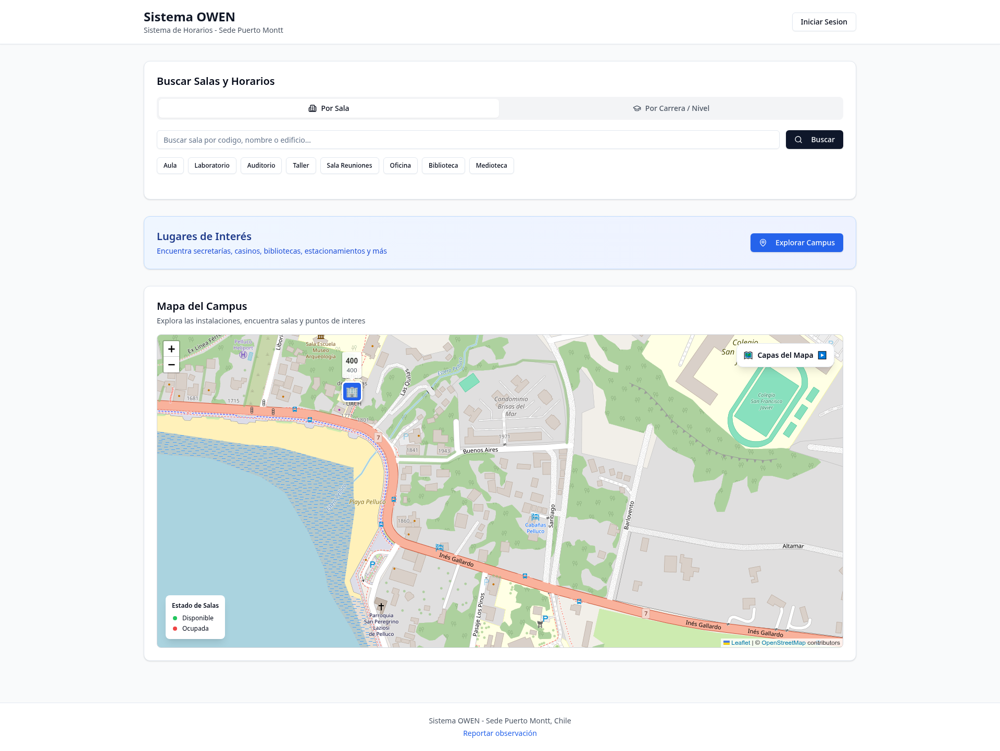 Sistema OWEN
Sistema de Horarios - Sede Puerto Montt
Iniciar Sesion
Buscar Salas y Horarios
Por Sala
Por Carrera / Nivel
Buscar sala por codigo, nombre o edificio...
Buscar
Aula
Laboratorio
Auditorio
Taller
Sala Reuniones
Oficina
Biblioteca
Medioteca
Lugares de Interés
Encuentra secretarías, casinos, bibliotecas, estacionamientos y más
Explorar Campus
Mapa del Campus
Explora las instalaciones, encuentra salas y puntos de interes
+
−
Ex Línea Férre
Pelluco
Heliport
Sala Escuela
Museo
Arqueología
400
400
- UACH
Las Quilas
Estero Pelluco
Condominio
Brisas del
Mar
Colegio
San
Capas del Mapa
Colegio
San Francisco
Javier
1681
1715
1801
7
1841
1943
1971
Buenos Aires
Estero Pelluco
Playa Pelluco
1860
Cabañas
Pelluco
Santiago
Barlovento
Altamar
Inés Gallardo
P
Parroquia
San Peregrino
Laziosi
de Pelluco
Pasaje Los Pinos
P
7
Inés Gallardo
Inés Gallardo
Estado de Salas
Disponible
Ocupada
Leaflet | © OpenStreetMap contributors
Sistema OWEN - Sede Puerto Montt, Chile
Reportar observación